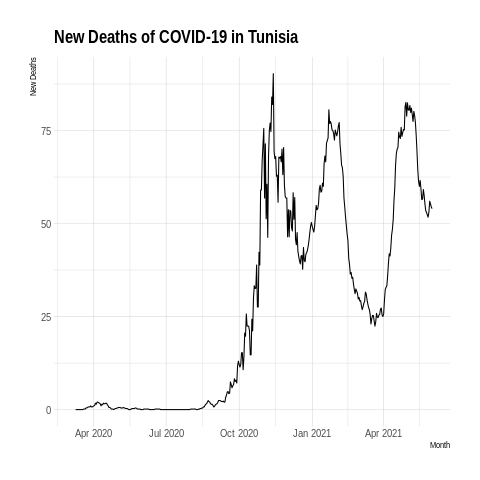 New Deaths of COVID-19 in Tunisia
New Deaths
75
50
25
0
Apr 2020
Jul 2020
Oct 2020
Jan 2021
Apr 2021
Month